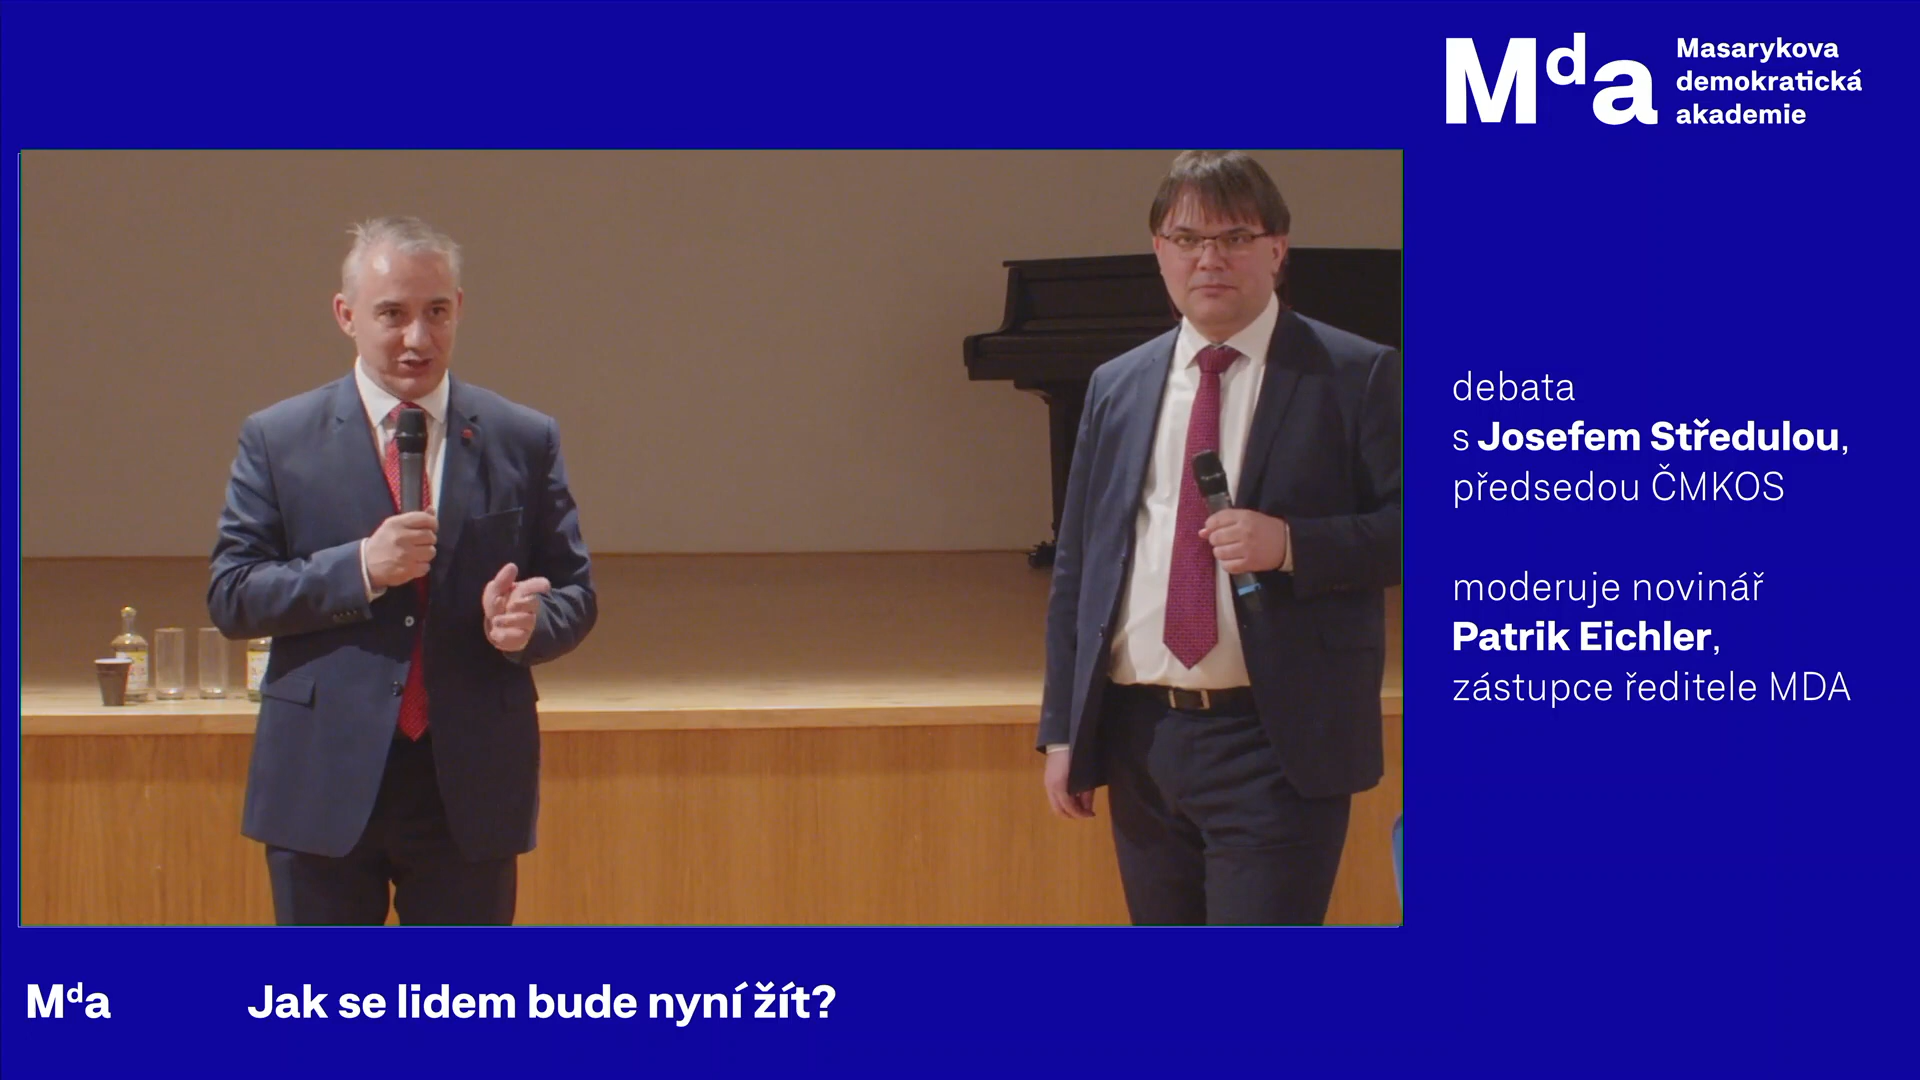 Mda
Masarykova
demokratická
akademie
debata
s Josefem Středulou,
předsedou ČMKOS
moderuje novinář
Patrik Eichler,
zástupce ředitele MDA
Mda
Jak se lidem bude nyní žít?